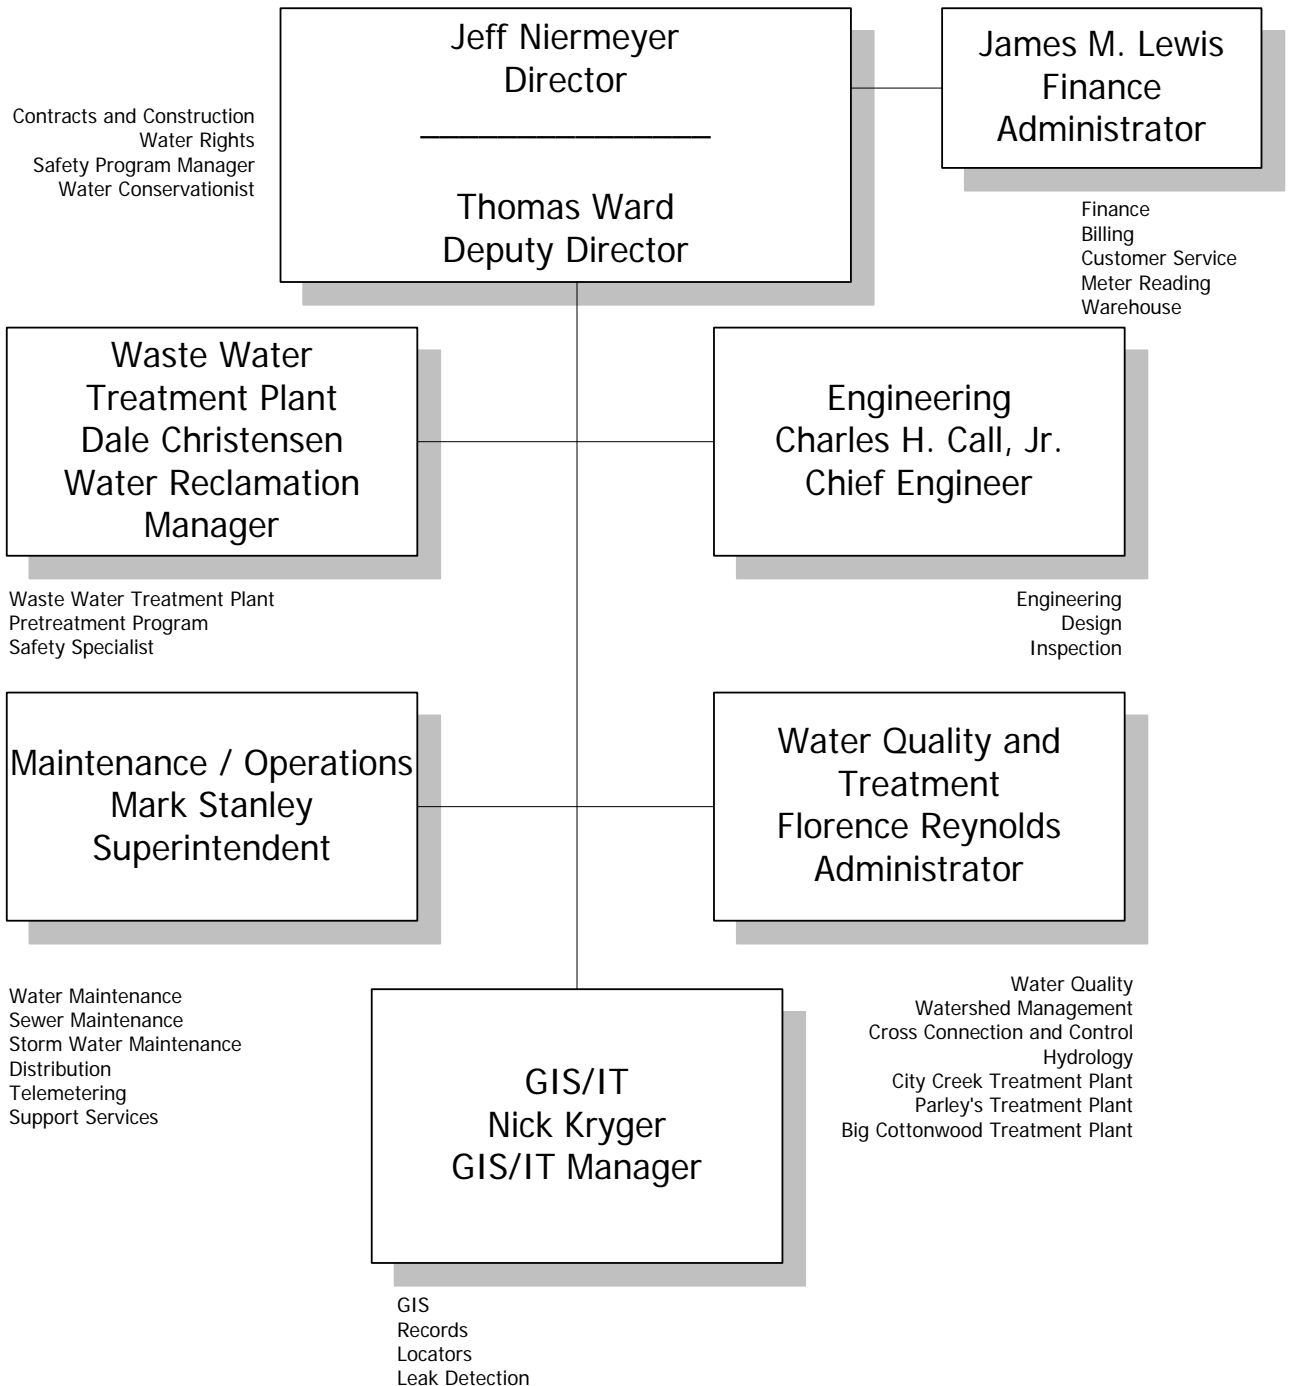 Jeff Niermeyer
Director
Thomas Ward
Deputy Director
Contracts and Construction
Water Rights
Safety Program Manager
Water Conservationist
James M. Lewis
Finance
Administrator
Finance
Billing
Customer Service
Meter Reading
Warehouse
Waste Water
Treatment Plant
Dale Christensen
Water Reclamation
Manager
Waste Water Treatment Plant
Pretreatment Program
Safety Specialist
Engineering
Charles H. Call, Jr.
Chief Engineer
Engineering
Design
Inspection
Maintenance / Operations
Mark Stanley
Superintendent
Water Maintenance
Sewer Maintenance
Storm Water Maintenance
Distribution
Telemetering
Support Services
Water Quality and
Treatment
Florence Reynolds
Administrator
Water Quality
Watershed Management
Cross Connection and Control
Hydrology
City Creek Treatment Plant
Parley's Treatment Plant
Big Cottonwood Treatment Plant
GIS/IT
Nick Kryger
GIS/IT Manager
GIS
Records
Locators
Leak Detection